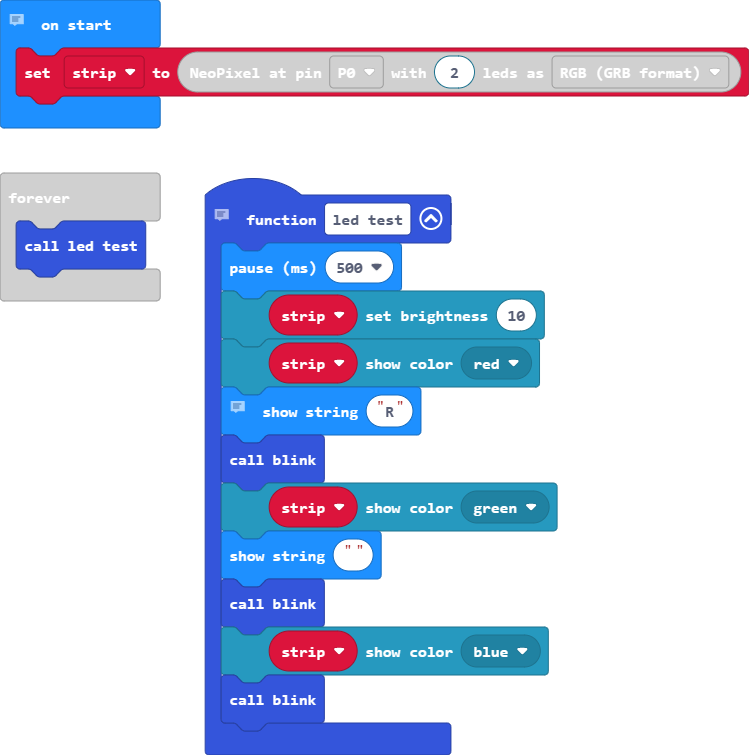 on start
set strip to NeoPixel at pin P0 with 2 leds as RGB (GRB format)
forever
call led test
function led test
pause (ms) 500
strip set brightness 10
strip show color red
show string "R"
call blink
strip show color green
show string " "
call blink
strip show color blue
call blink